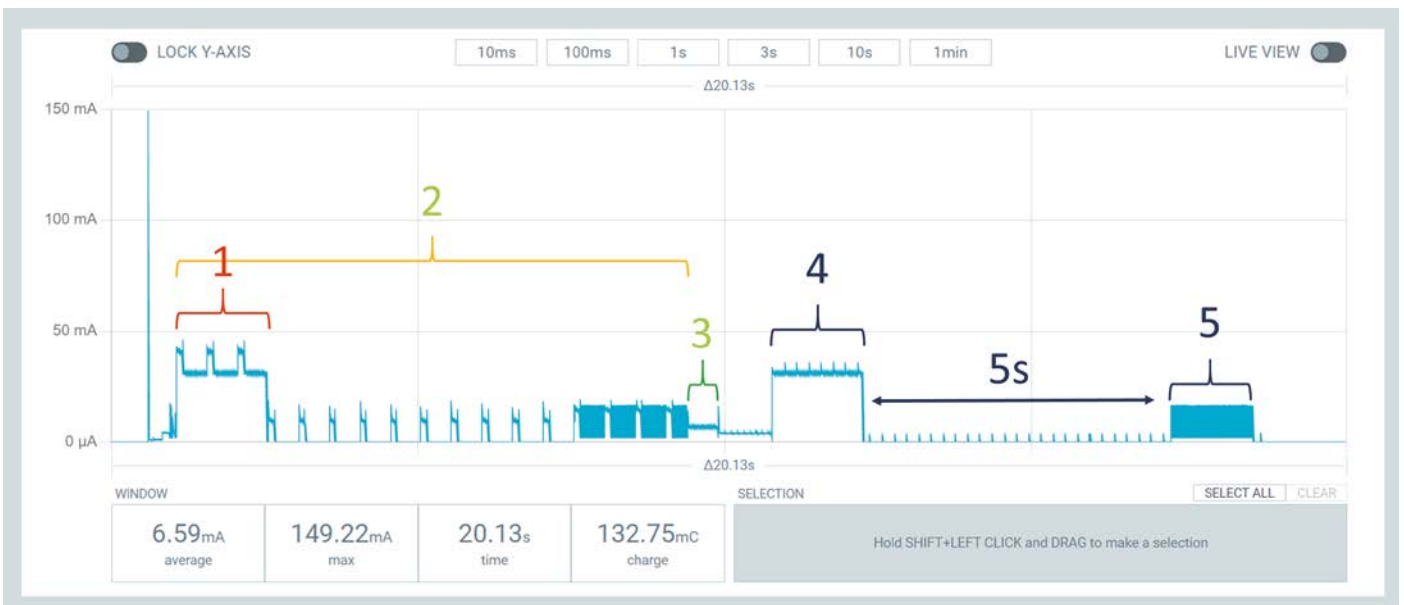 LOCK Y-AXIS
10ms
100ms
1s
3s
10s
1min
LIVE VIEW
Δ20.13s
150 mA
100 mA
50 mA
0 µA
1
2
3
4
5s
5
Δ20.13s
WINDOW
SELECTION
SELECT ALL
CLEAR
6.59mA
average
149.22mA
max
20.13s
time
132.75mC
charge
Hold SHIFT+LEFT CLICK and DRAG to make a selection